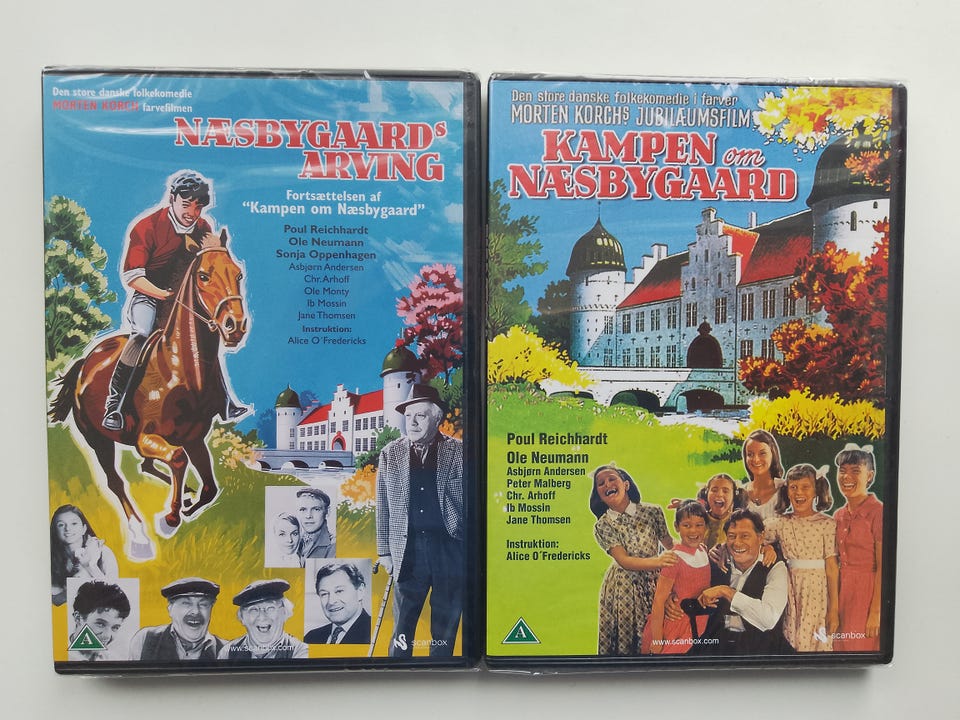 Den store danske folkekomedie
MORTEN KORCH farvefilmen
NÆSBYGAARDS
ARVING
Fortsættelsen af
"Kampen om Næsbygaard"
Poul Reichhardt
Ole Neumann
Sonja Oppenhagen
Asbjørn Andersen
Chr. Arhoff
Ole Monty
Ib Mossin
Jane Thomsen
Instruktion:
Alice O´Fredericks
A
www.scanbox.com
scanbox
Den store danske folkekomedie i farver
MORTEN KORCHS JUBILÆUMSFILM
KAMPEN om
NÆSBYGAARD
Poul Reichhardt
Ole Neumann
Asbjørn Andersen
Peter Malberg
Chr. Arhoff
Ib Mossin
Jane Thomsen
Instruktion:
Alice O´Fredericks
A
www.scanbox.com
scanbox